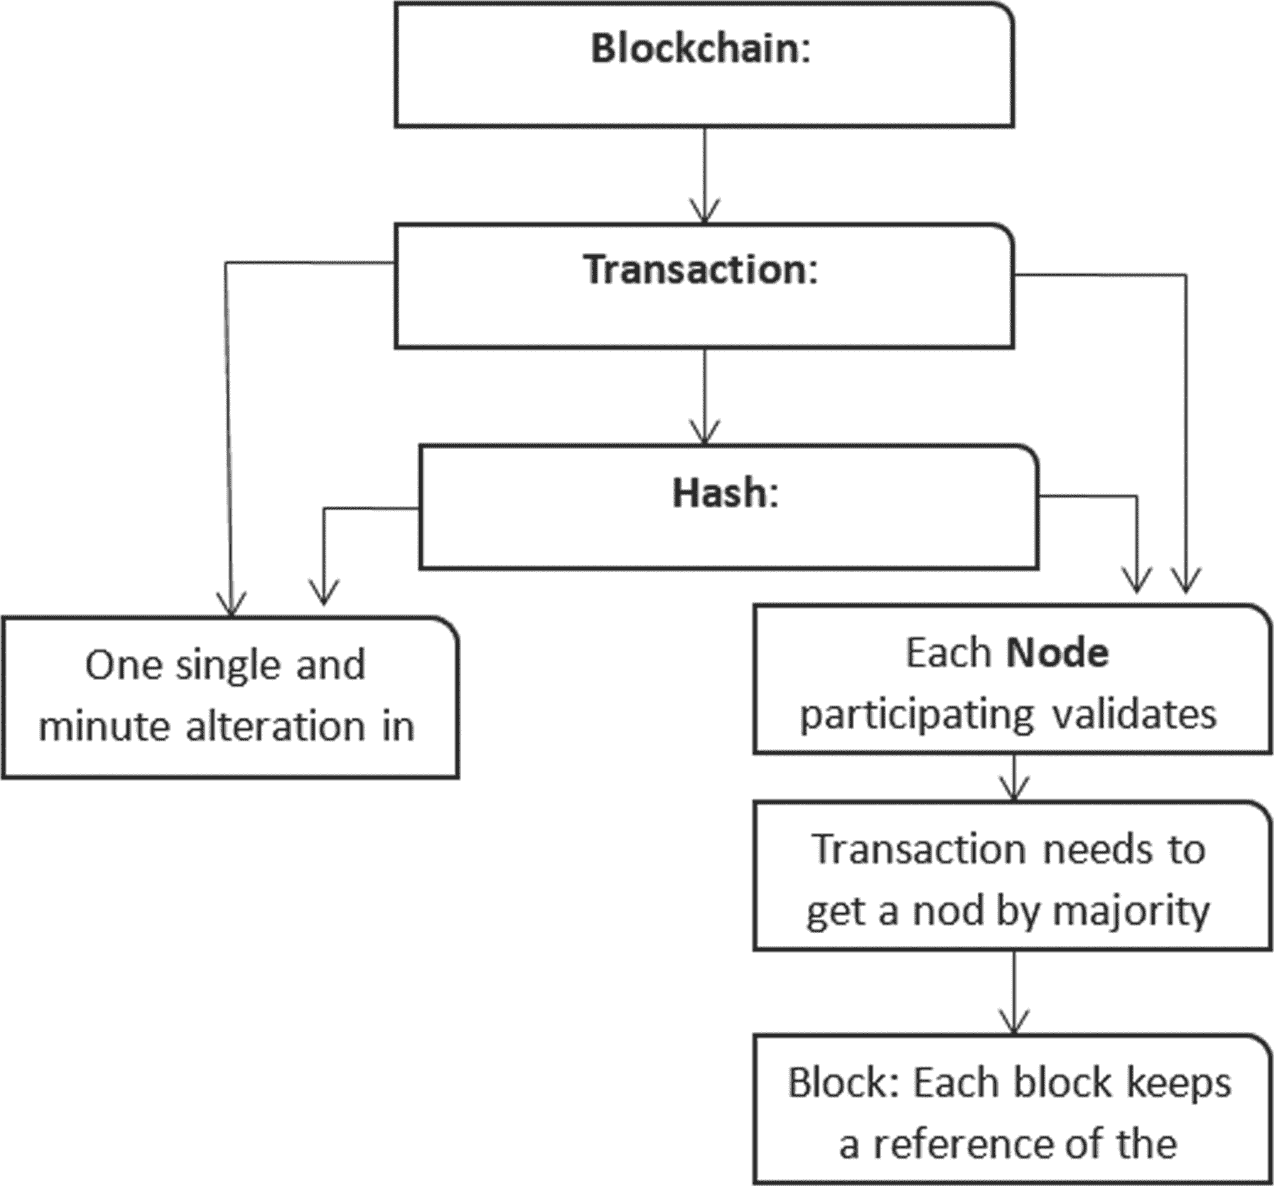 Blockchain:
Transaction:
Hash:
One single and
minute alteration in
Each Node
participating validates
Transaction needs to
get a nod by majority
Block: Each block keeps
a reference of the